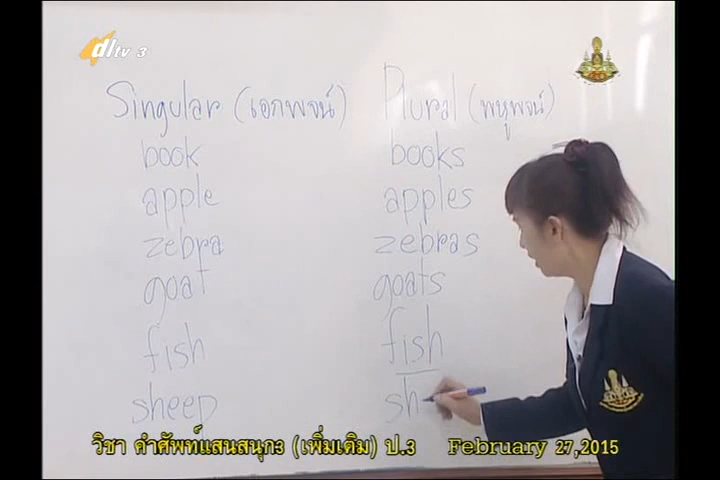 dltv 3
Singular (เอกพจน์) Plural (พหูพจน์)
book books
apple apples
zebra zebras
goat goats
fish fish
sheep sh
วิชา คำศัพท์แสนสนุก3 (เพิ่มเติม) ป.3 February 27,2015